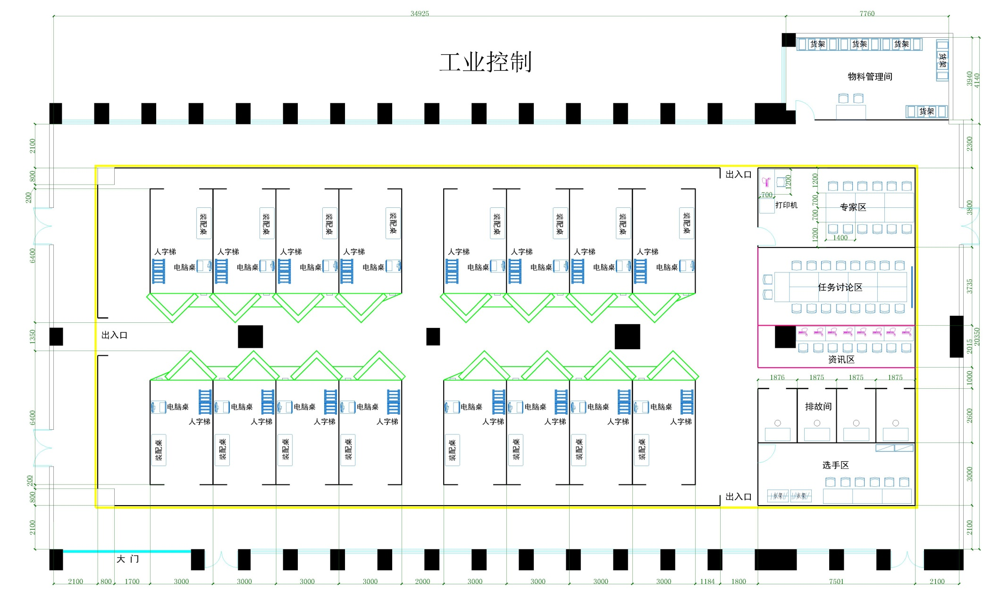 34925
7760
工业控制
货架 货架 货架
货架
物料管理间
3940
4140
货架
2100
2300
800
200
6400
1350
6400
200
800
2100
出入口
1200
700
打印机
1200
700
700
1200
专家区
1400
3800
装配桌 装配桌 装配桌 装配桌 装配桌 装配桌 装配桌 装配桌
人字梯 人字梯 人字梯 人字梯 人字梯 人字梯 人字梯 人字梯
电脑桌 电脑桌 电脑桌 电脑桌 电脑桌 电脑桌 电脑桌 电脑桌
任务讨论区
3735
出入口
资讯区
2015
20350
1000
1876 1875 1875 1875
电脑桌 电脑桌 电脑桌 电脑桌 电脑桌 电脑桌 电脑桌 电脑桌
人字梯 人字梯 人字梯 人字梯 人字梯 人字梯 人字梯 人字梯
装配桌 装配桌 装配桌 装配桌 装配桌 装配桌 装配桌 装配桌
排故间
2600
选手区
3000
衣架 衣架
出入口
2100
大 门
2100 800 1700 3000 3000 3000 3000 2000 3000 3000 3000 3000 1184 1800 7501 2100